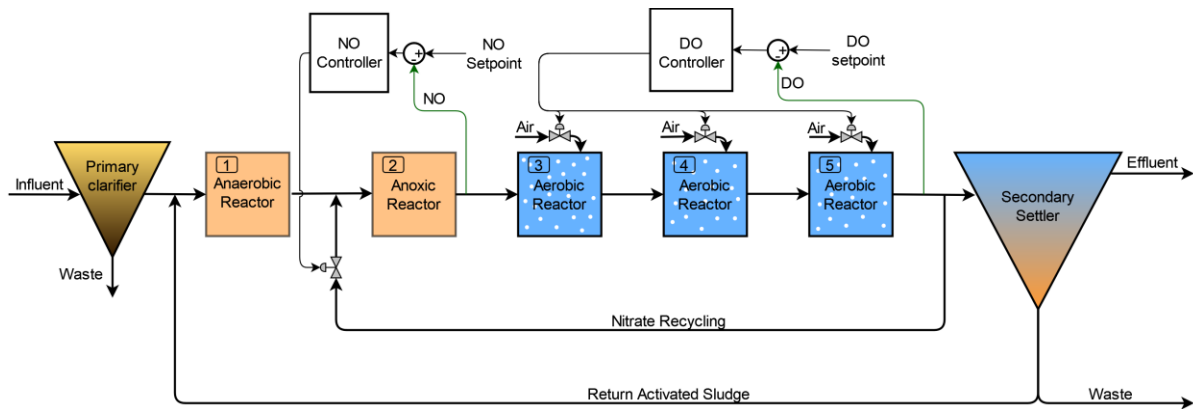 NO
Controller
-
+
NO
Setpoint
NO
DO
Controller
-
+
DO
setpoint
DO
Air
Air
Air
Influent
Primary
clarifier
Waste
1
Anaerobic
Reactor
2
Anoxic
Reactor
3
Aerobic
Reactor
4
Aerobic
Reactor
5
Aerobic
Reactor
Secondary
Settler
Effluent
Nitrate Recycling
Return Activated Sludge
Waste